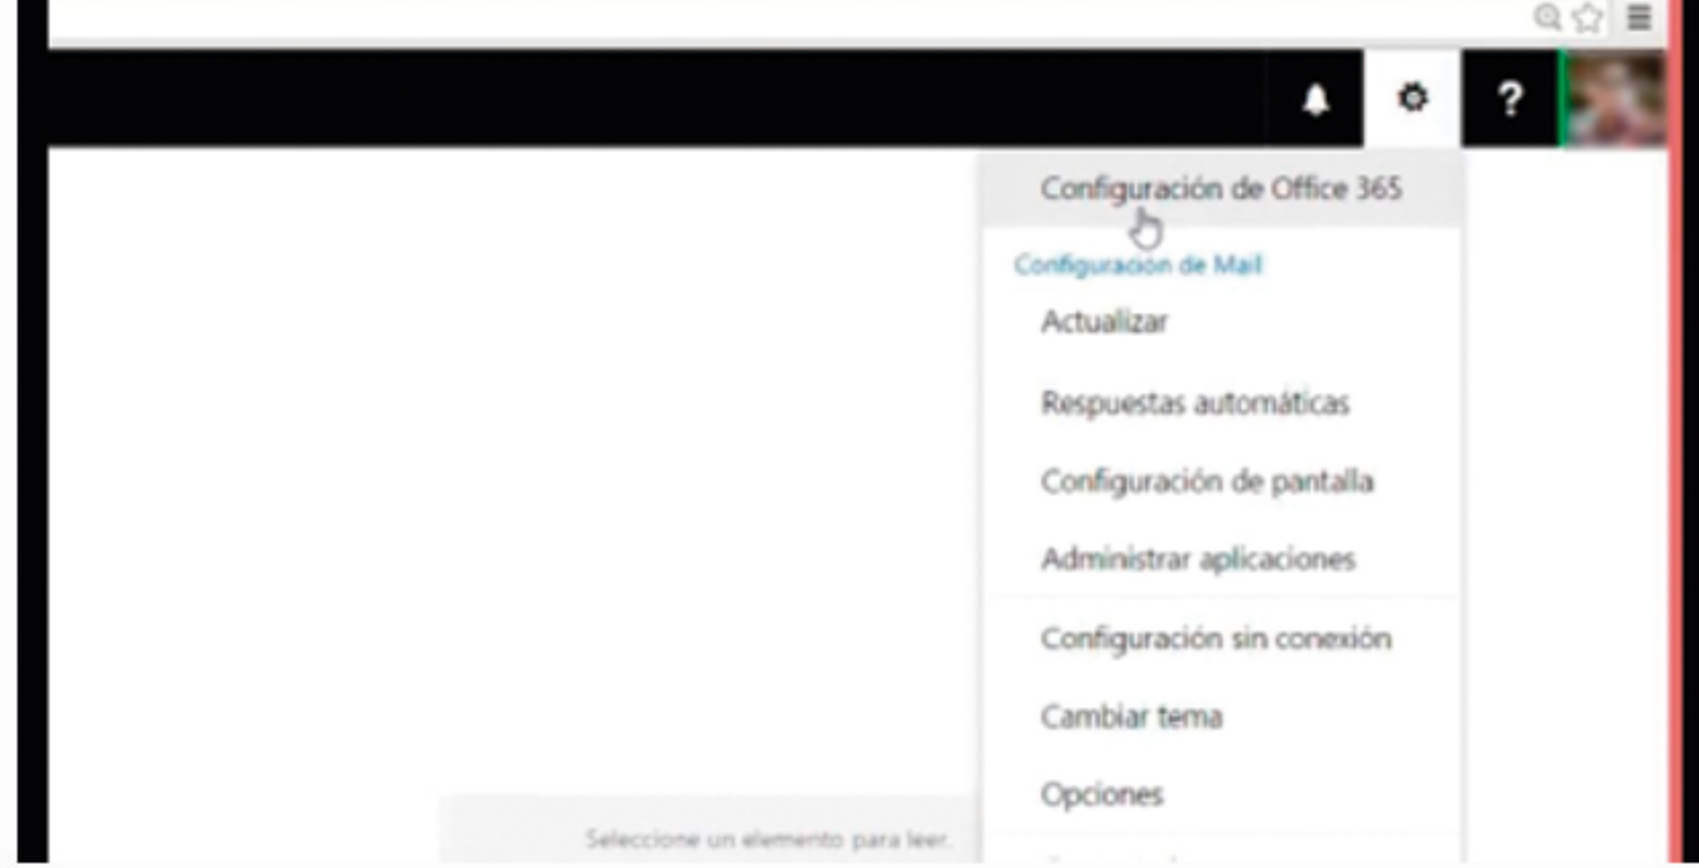 ?
Configuración de Office 365
Configuración de Mail
Actualizar
Respuestas automáticas
Configuración de pantalla
Administrar aplicaciones
Configuración sin conexión
Cambiar tema
Opciones
Seleccione un elemento para leer.